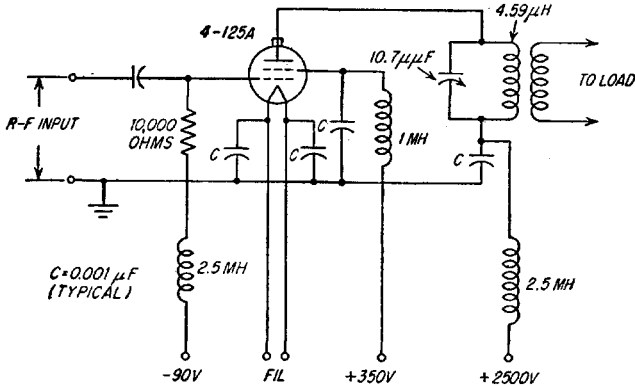 4-125A
4.59μH
10.7μμF
TO LOAD
R-F INPUT
10,000
OHMS
C
C
C
C
1 MH
C=0.001 μF
(TYPICAL)
2.5 MH
2.5 MH
-90V
FIL
+350V
+2500V